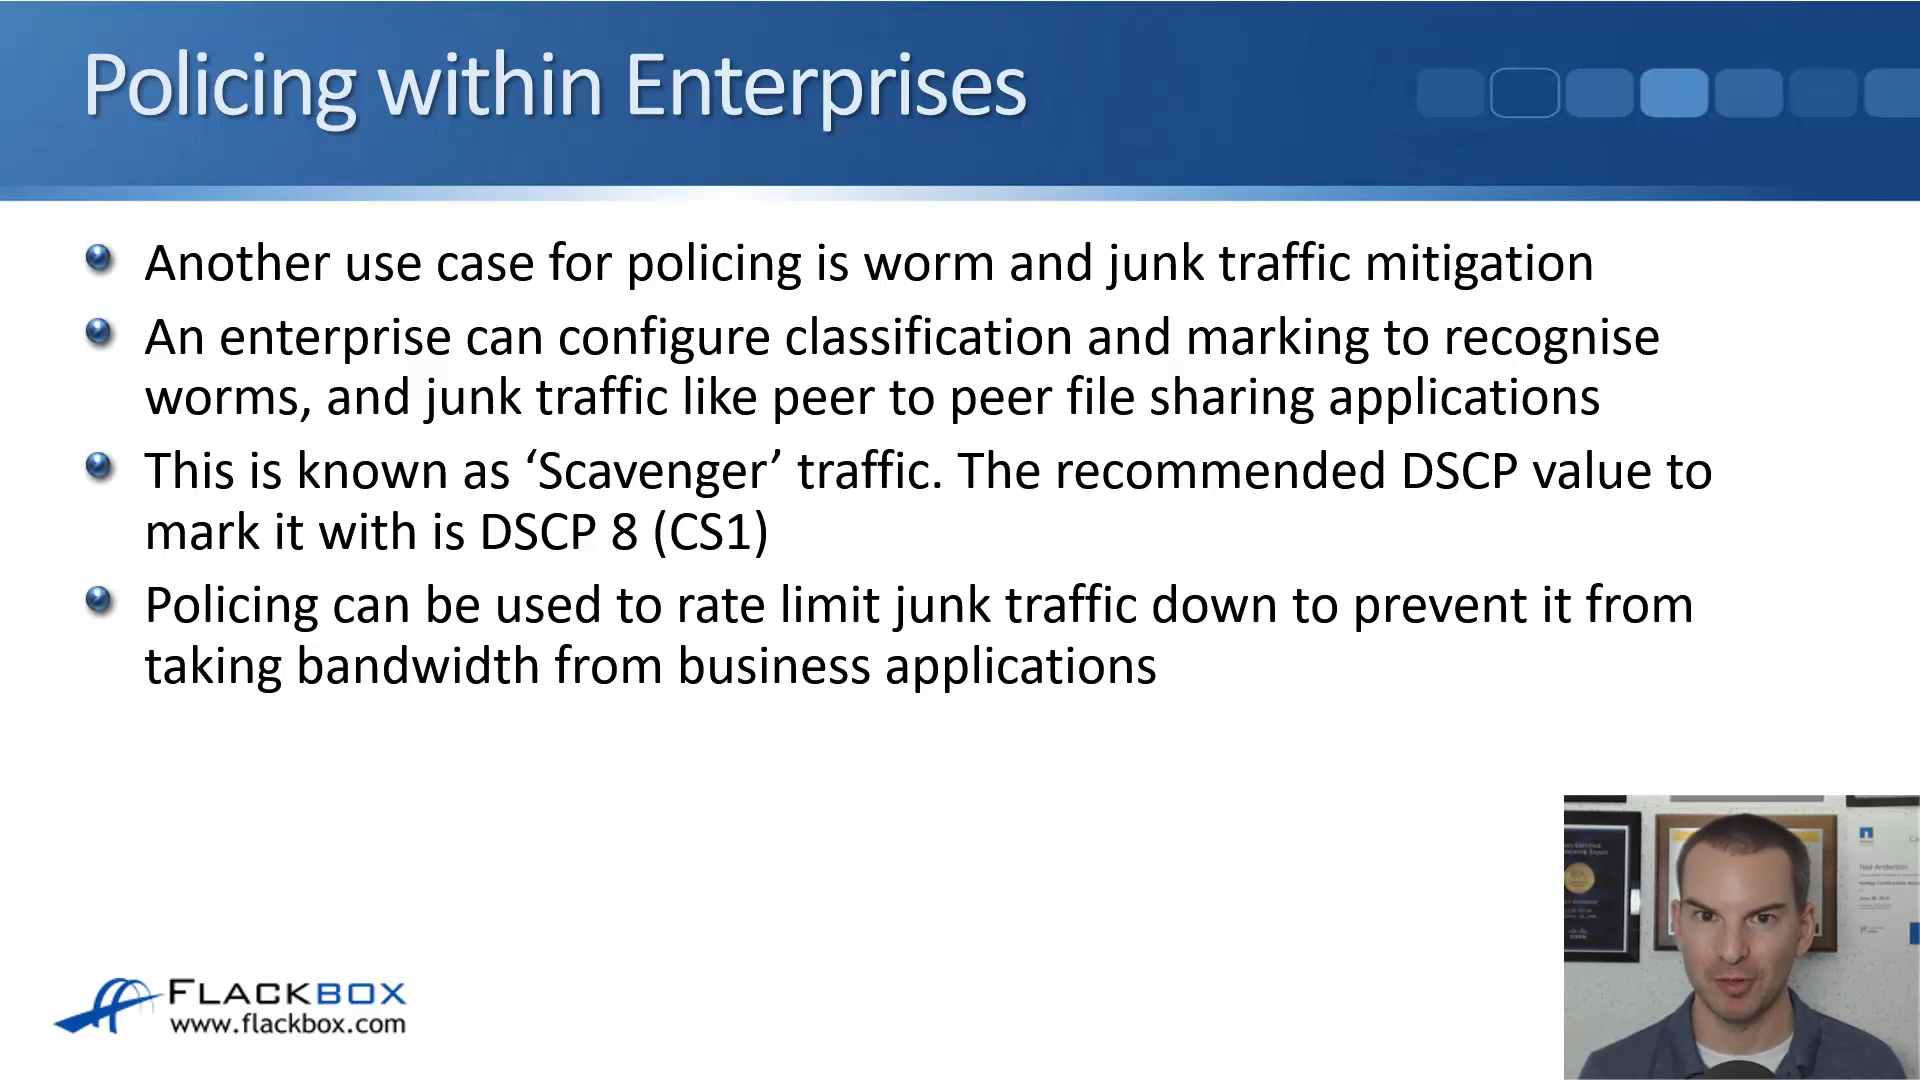 Policing within Enterprises
Another use case for policing is worm and junk traffic mitigation
An enterprise can configure classification and marking to recognise
worms, and junk traffic like peer to peer file sharing applications
This is known as ‘Scavenger’ traffic. The recommended DSCP value to
mark it with is DSCP 8 (CS1)
Policing can be used to rate limit junk traffic down to prevent it from
taking bandwidth from business applications
FLACKBOX
www.flackbox.com
Neil Anderson